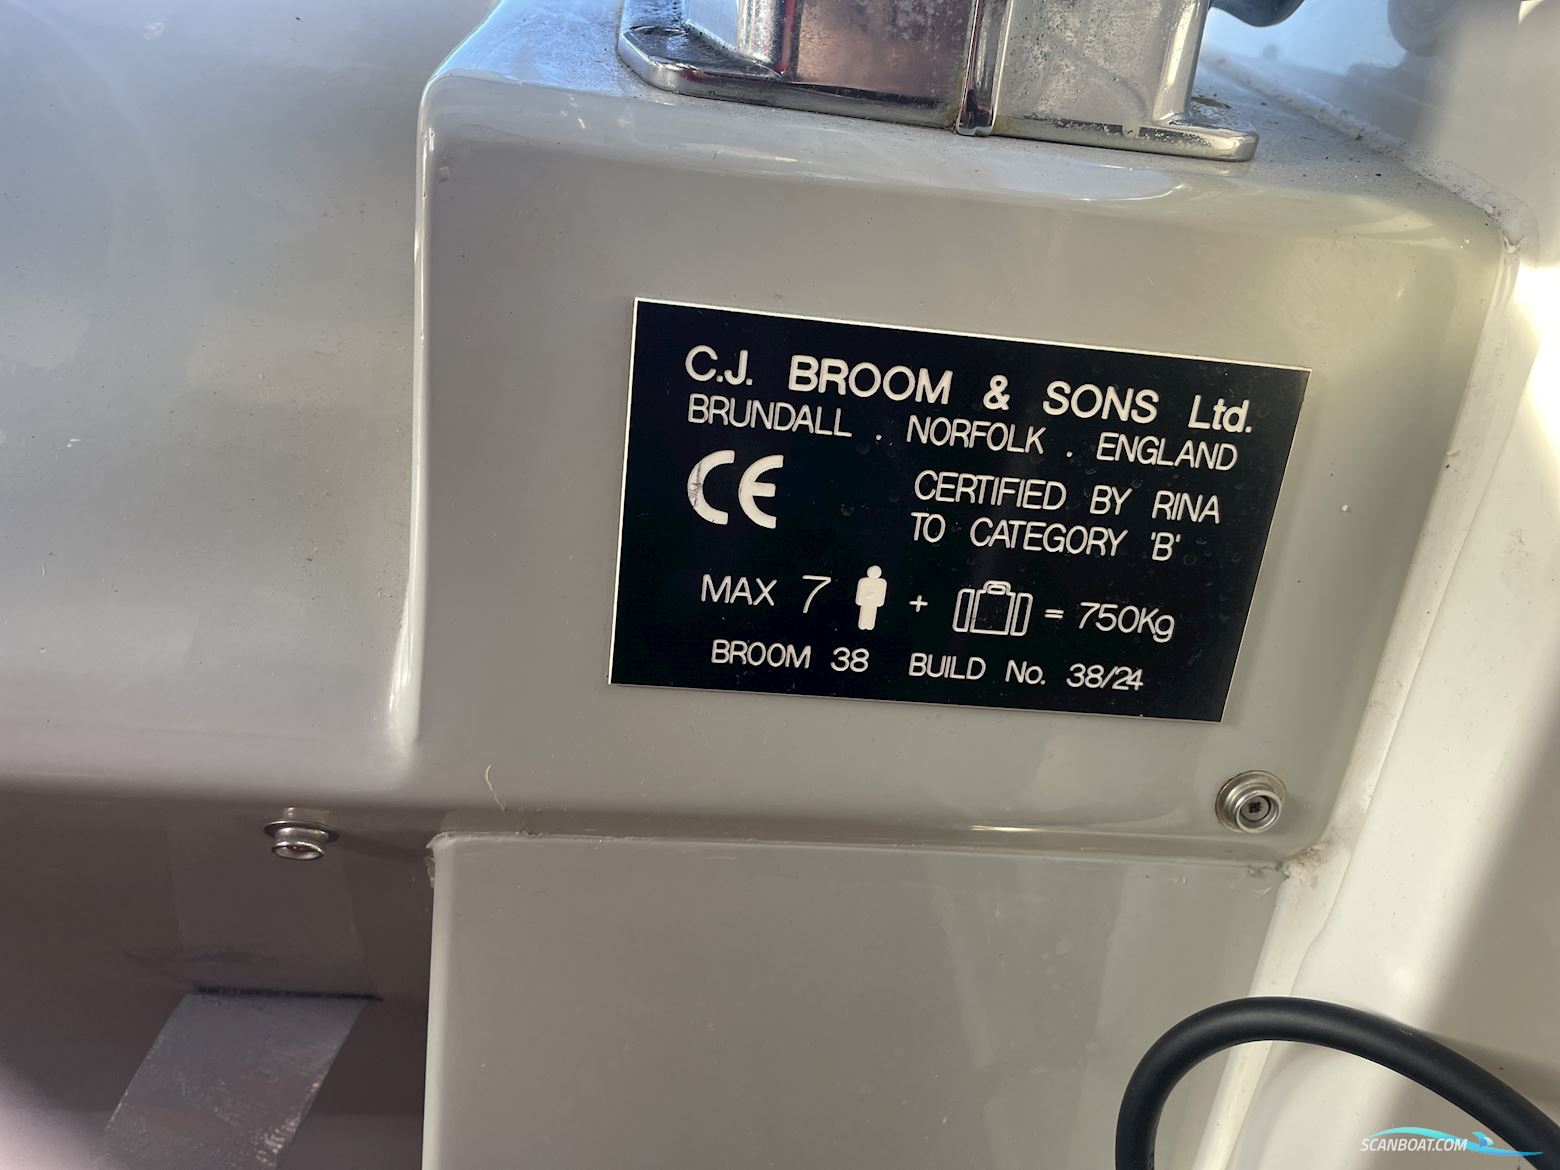 C.J. BROOM & SONS Ltd.
BRUNDALL . NORFOLK . ENGLAND
CE
CERTIFIED BY RINA
TO CATEGORY 'B'
MAX 7 + = 750Kg
BROOM 38 BUILD No. 38/24
SCANBOAT.COM